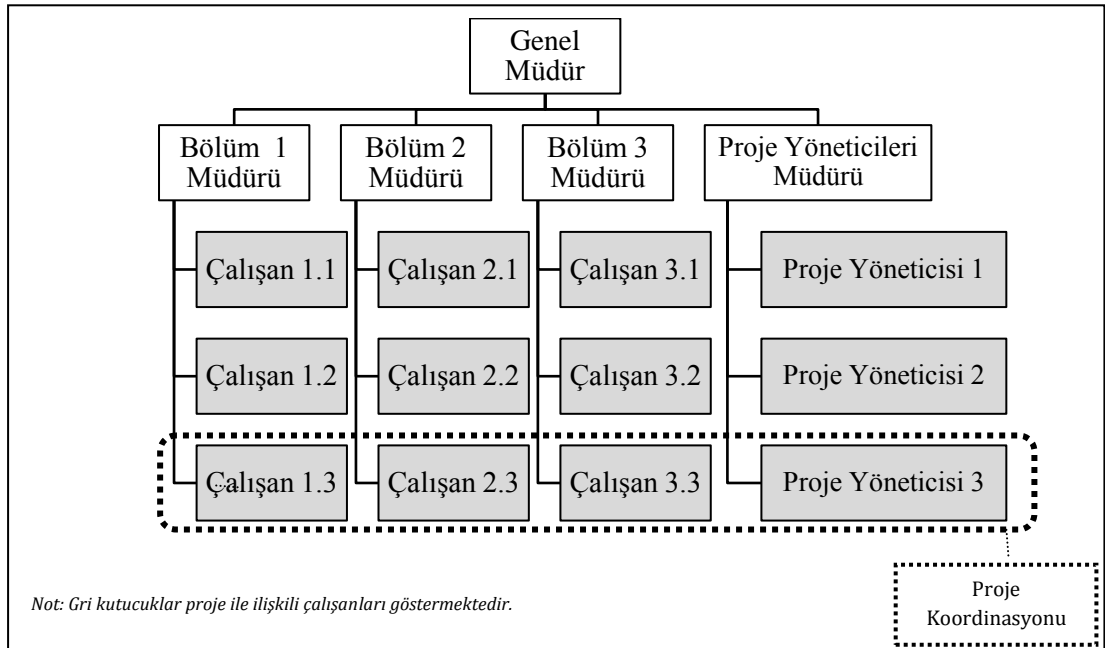 Genel
Müdür
Bölüm 1
Müdürü
Bölüm 2
Müdürü
Bölüm 3
Müdürü
Proje Yöneticileri
Müdürü
Çalışan 1.1
Çalışan 2.1
Çalışan 3.1
Proje Yöneticisi 1
Çalışan 1.2
Çalışan 2.2
Çalışan 3.2
Proje Yöneticisi 2
Çalışan 1.3
Çalışan 2.3
Çalışan 3.3
Proje Yöneticisi 3
Not: Gri kutucuklar proje ile ilişkili çalışanları göstermektedir.
Proje
Koordinasyonu